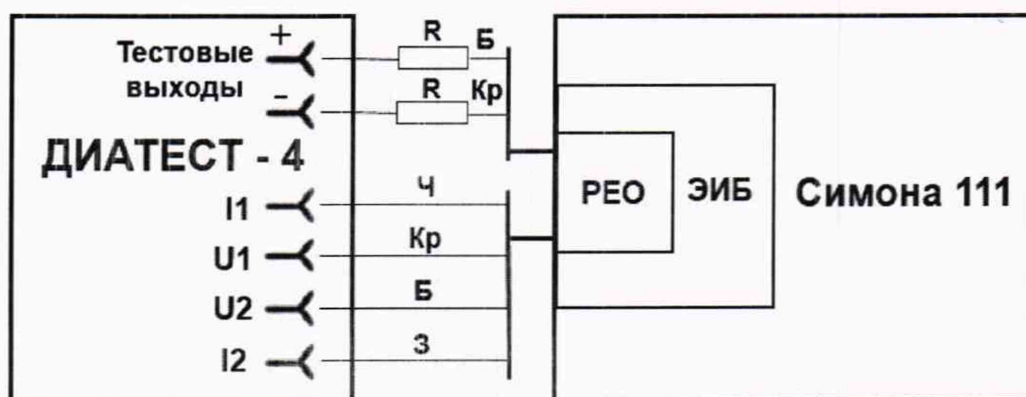 Тестовые
выходы
+
-
R Б
R Кр
ДИАТЕСТ - 4
I1 Ч
U1 Кр
U2 Б
I2 З
РЕО ЭИБ Симона 111